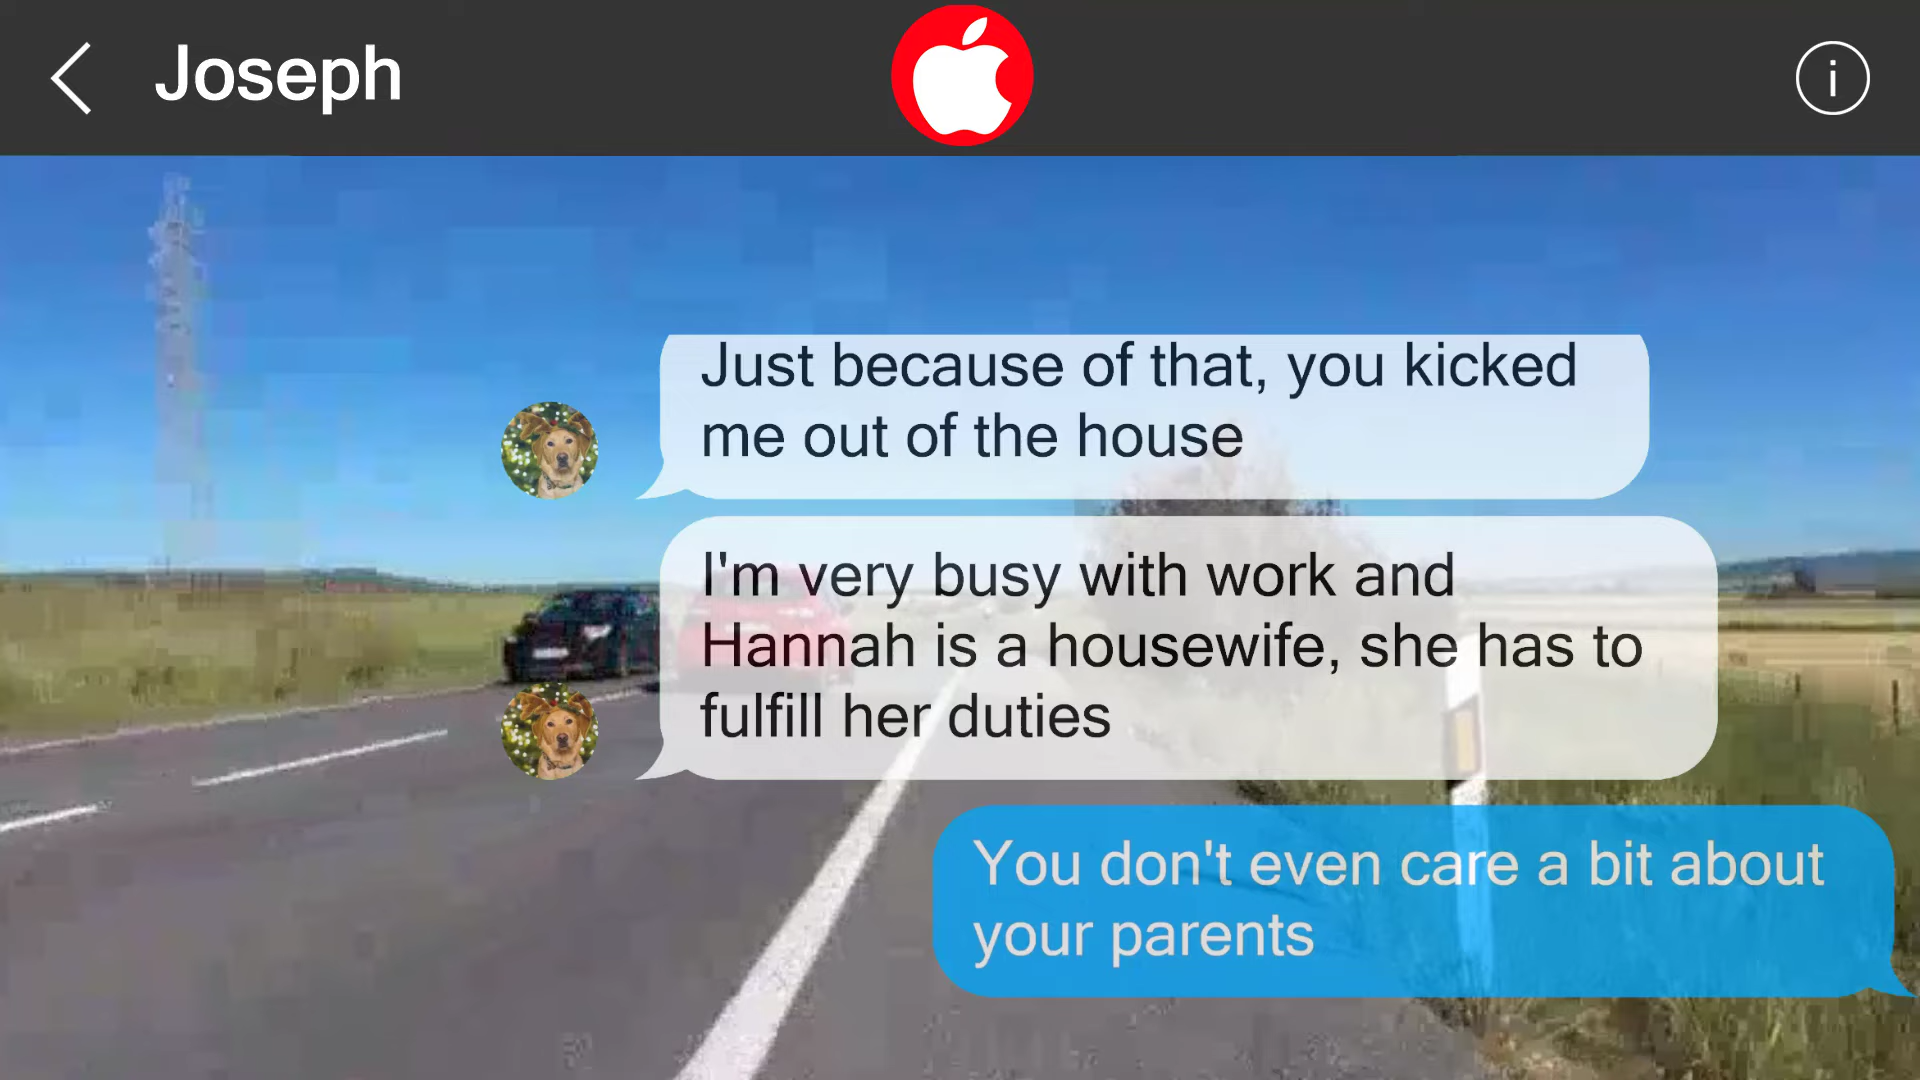 Joseph
Just because of that, you kicked
me out of the house
I'm very busy with work and
Hannah is a housewife, she has to
fulfill her duties
You don't even care a bit about
your parents